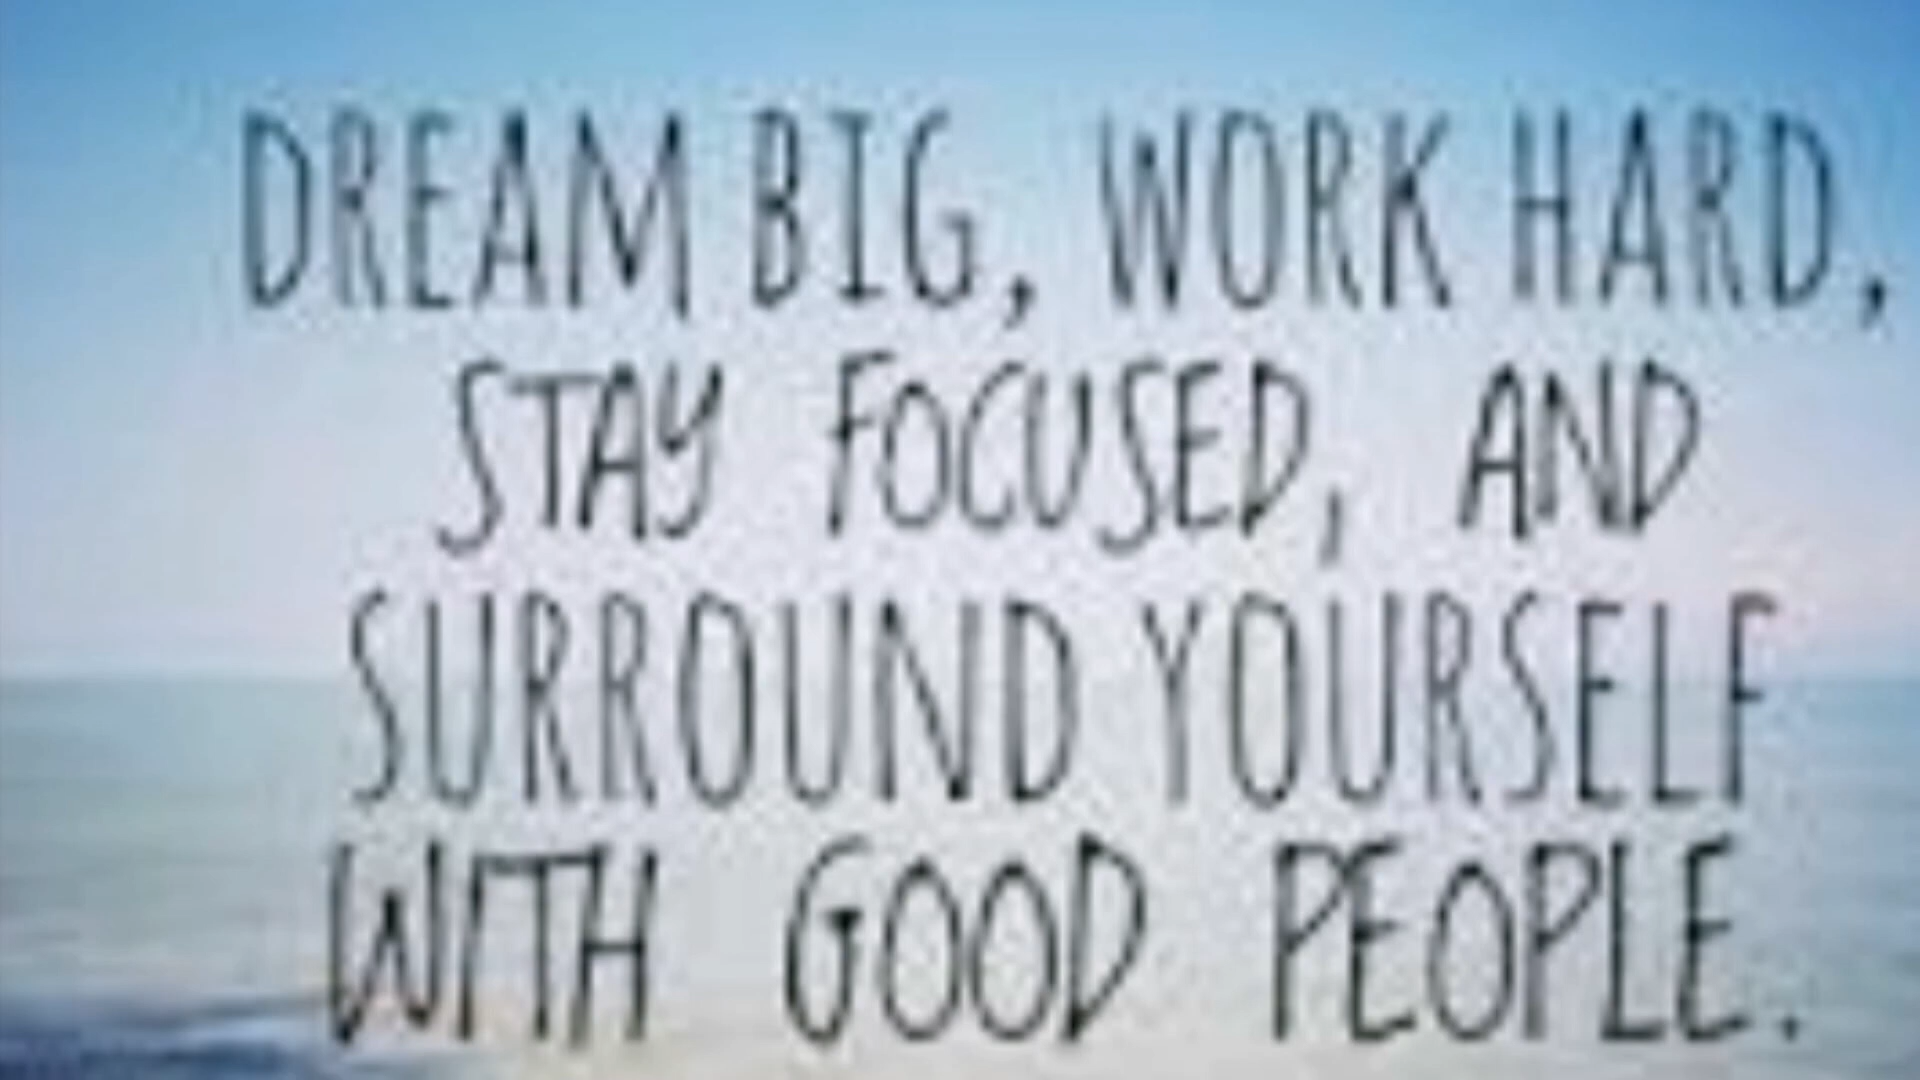 DREAM BIG, WORK HARD,
STAY FOCUSED, AND
SURROUND YOURSELF
WITH GOOD PEOPLE.